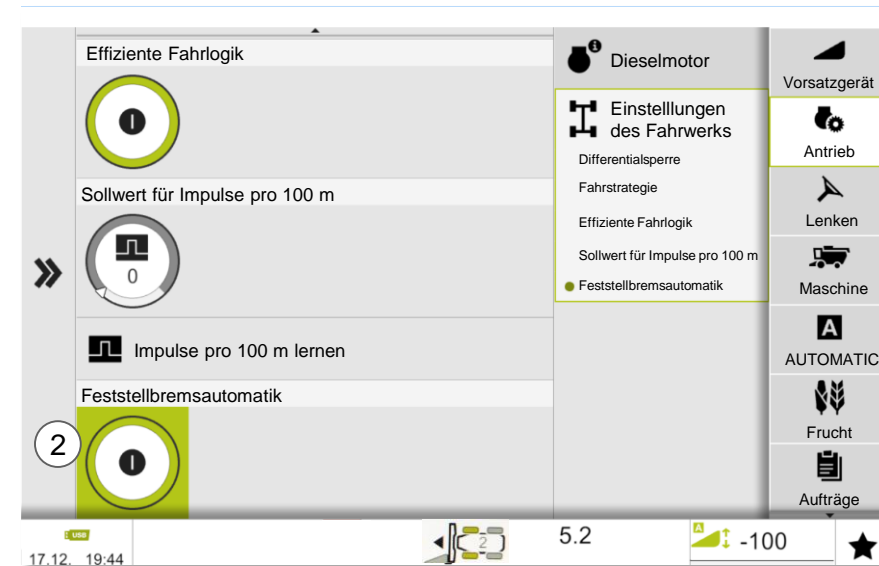 Effiziente Fahrlogik
Sollwert für Impulse pro 100 m
0
Impulse pro 100 m lernen
Feststellbremsautomatik
2
Dieselmotor
Einstelllungen
des Fahrwerks
Differentialsperre
Fahrstrategie
Effiziente Fahrlogik
Sollwert für Impulse pro 100 m
Feststellbremsautomatik
Vorsatzgerät
Antrieb
Lenken
Maschine
A
AUTOMATIC
Frucht
Aufträge
USB
17.12. 19:44
2
5.2
A
-100